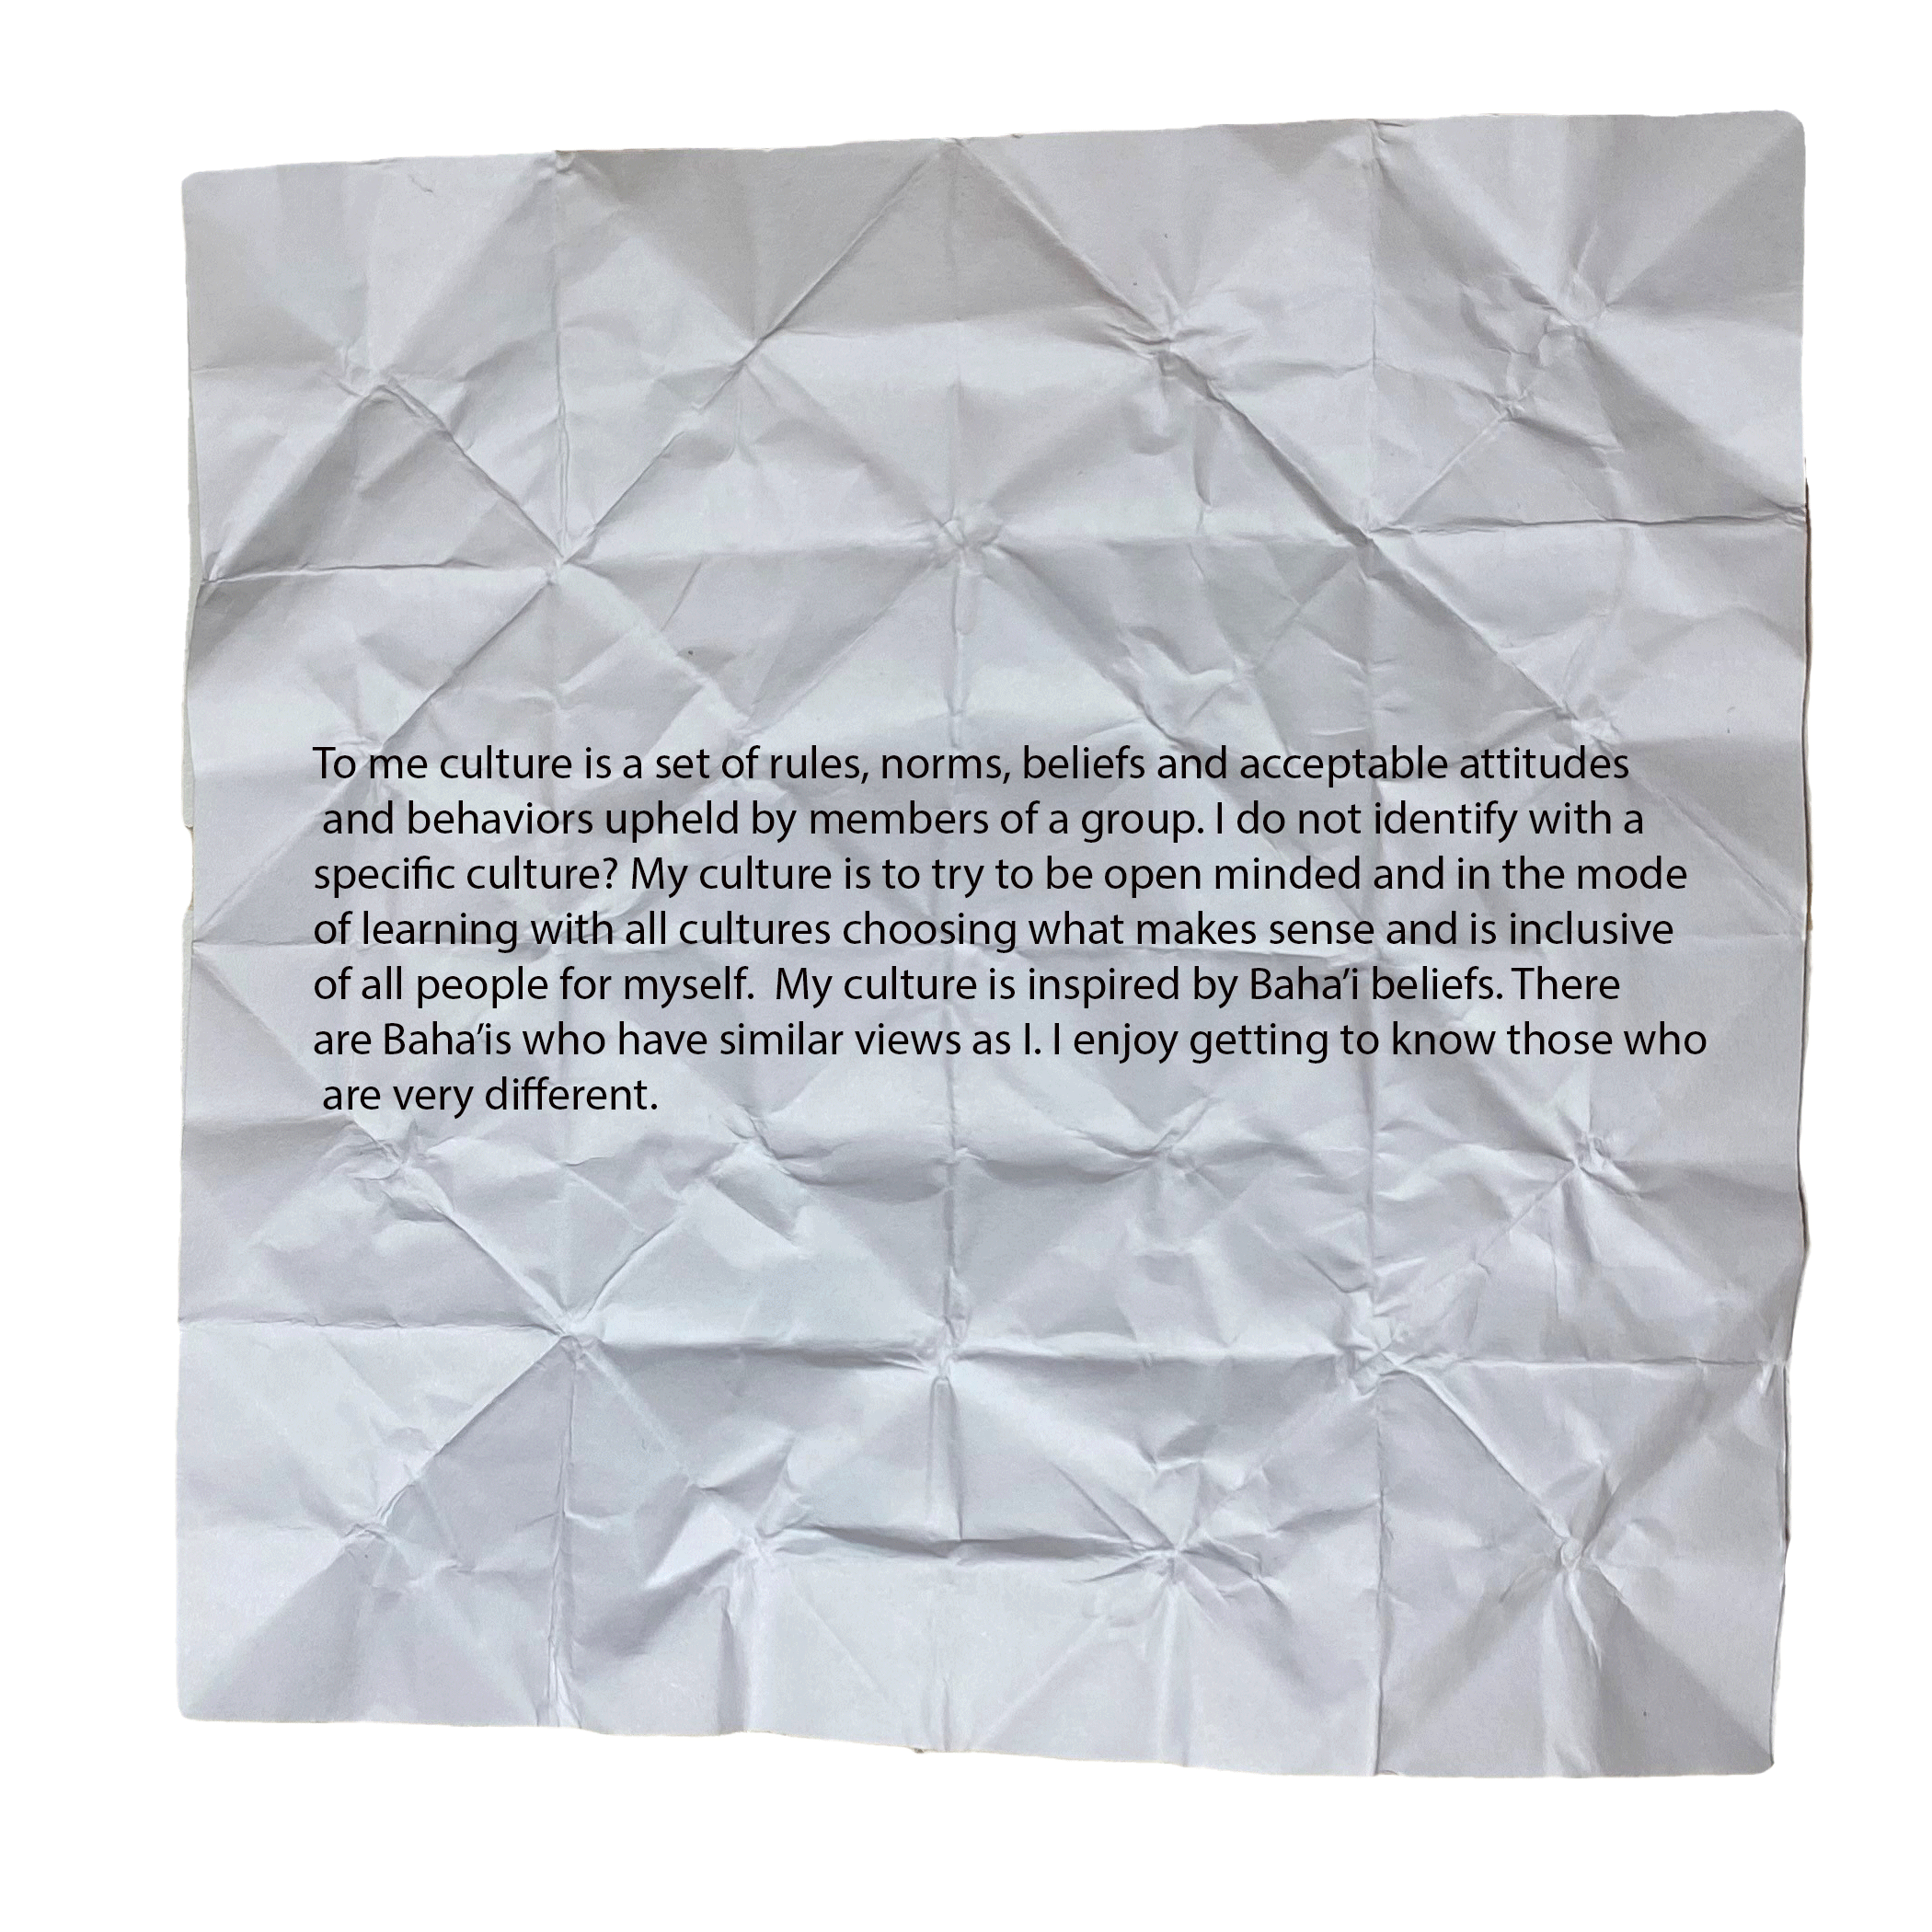 To me culture is a set of rules, norms, beliefs and acceptable attitudes
and behaviors upheld by members of a group. I do not identify with a
specific culture? My culture is to try to be open minded and in the mode
of learning with all cultures choosing what makes sense and is inclusive
of all people for myself.  My culture is inspired by Baha’i beliefs. There
are Baha’is who have similar views as I. I enjoy getting to know those who
are very different.